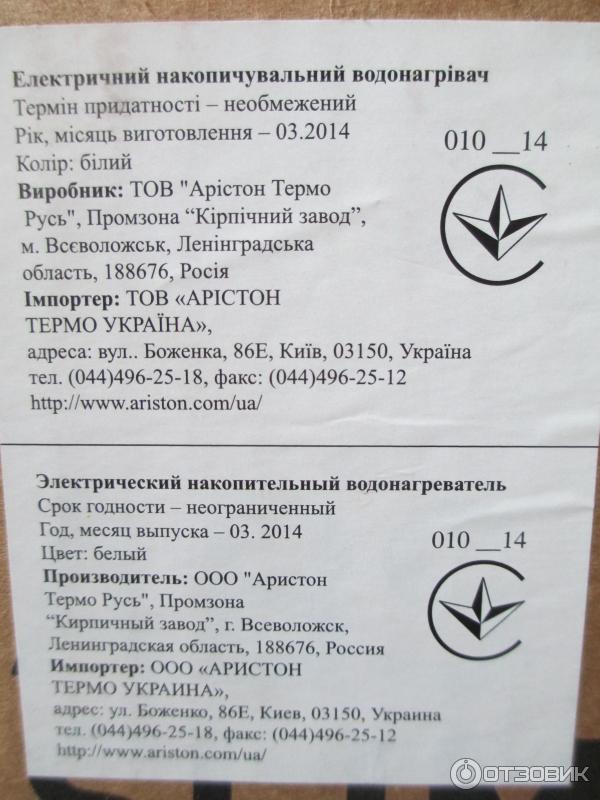 Електричний накопичувальний водонагрівач
Термін придатності – необмежений
Рік, місяць виготовлення – 03.2014
Колір: білий
010 __14
Виробник: ТОВ "Арістон Термо
Русь", Промзона “Кірпічний завод”,
м. Всєволожськ, Ленінградська
область, 188676, Росія
Імпортер: ТОВ «АРІСТОН
ТЕРМО УКРАЇНА»,
адреса: вул.. Боженка, 86Е, Київ, 03150, Україна
тел. (044)496-25-18, факс: (044)496-25-12
http://www.ariston.com/ua/
Электрический накопительный водонагреватель
Срок годности – неограниченный
Год, месяц выпуска – 03. 2014
Цвет: белый
010 __14
Производитель: ООО "Аристон
Термо Русь", Промзона
“Кирпичный завод”, г. Всеволожск,
Ленинградская область, 188676, Россия
Импортер: ООО «АРИСТОН
ТЕРМО УКРАИНА»,
адрес: ул. Боженко, 86Е, Киев, 03150, Украина
тел. (044)496-25-18, факс: (044)496-25-12
http://www.ariston.com/ua/
ОТЗОВИК